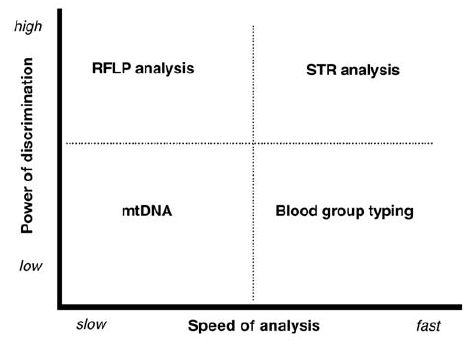 high
Power of discrimination
RFLP analysis
STR analysis
mtDNA
Blood group typing
low
slow
Speed of analysis
fast